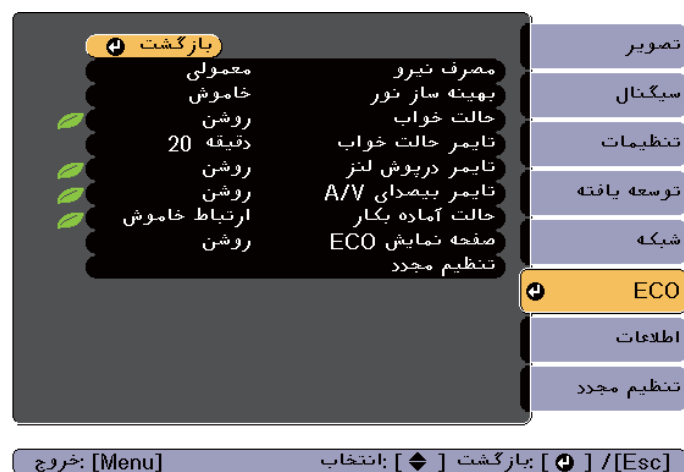 تصویر
سیگنال
تنظیمات
توسعه یافته
شبکه
ECO
اطلاعات
تنظیم مجدد
بازگشت
مصرف نیرو معمولی
بهینه ساز نور خاموش
حالت خواب روشن
تایمر حالت خواب 20 دقیقه
تایمر درپوش لنز روشن
تایمر بیصدای A/V روشن
حالت آماده بکار ارتباط خاموش
صفحه نمایش ECO روشن
تنظیم مجدد
[Esc]/[ ]:بازگشت [ ]:انتخاب [Menu]:خروج